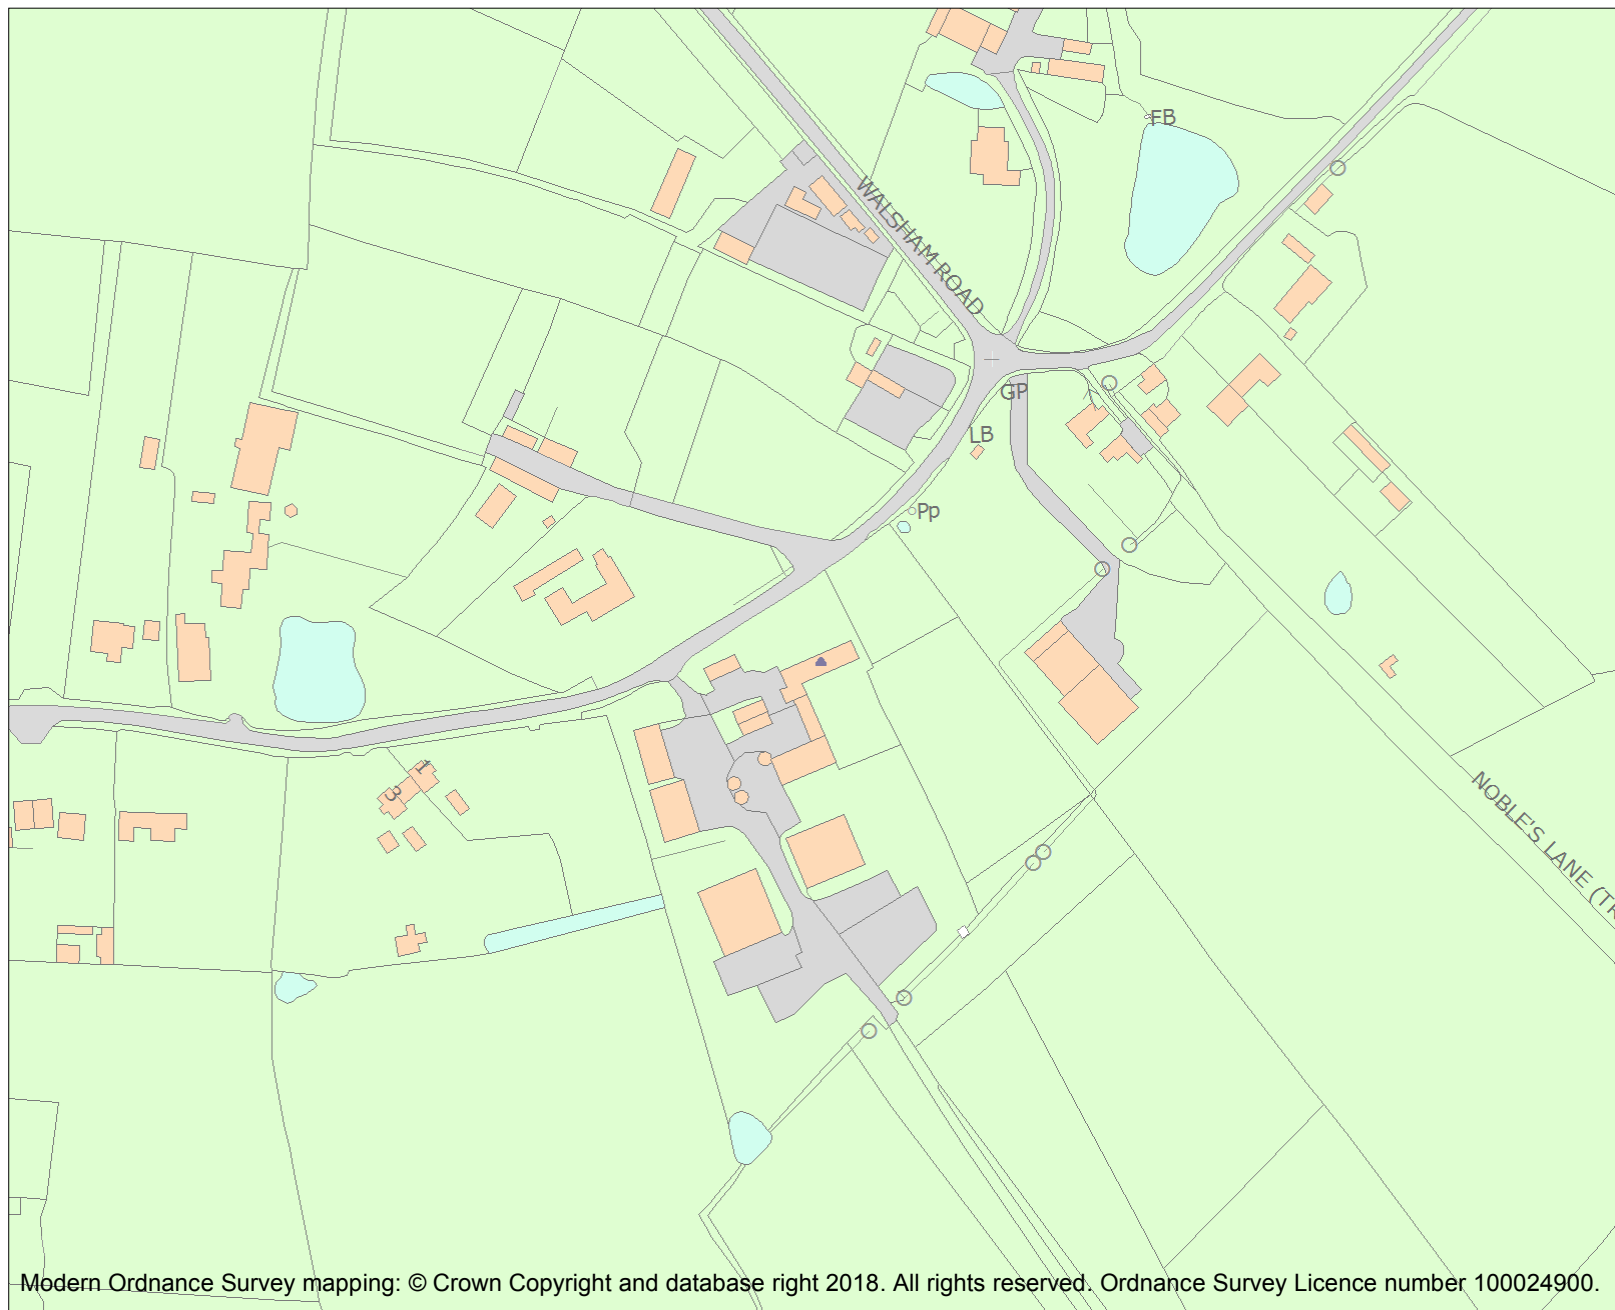 FB
WALSHAM ROAD
GP
LB
Pp
1
3
NOBLE'S LANE (TR
Modern Ordnance Survey mapping: © Crown Copyright and database right 2018. All rights reserved. Ordnance Survey Licence number 100024900.